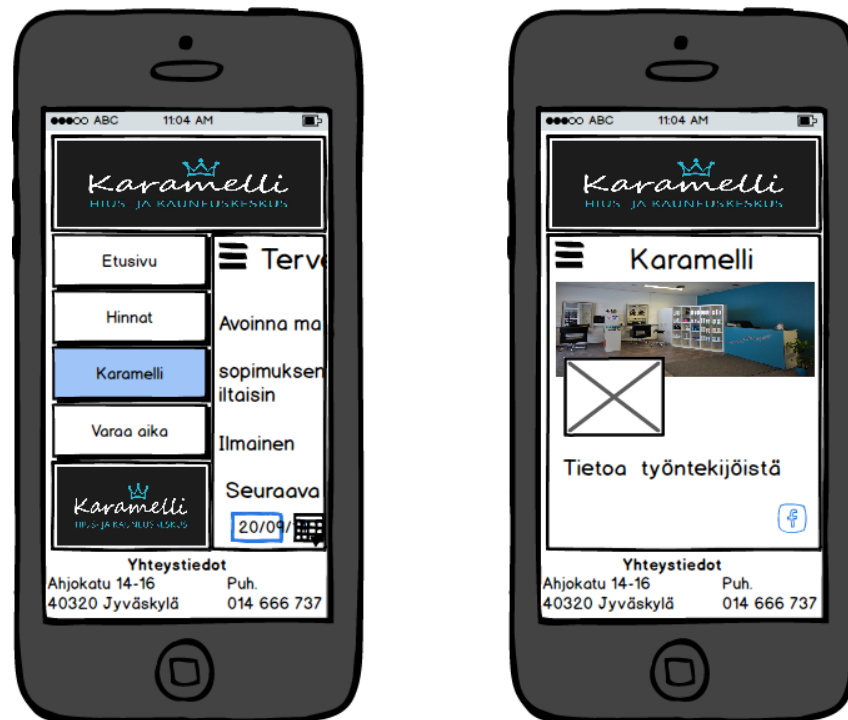 ABC 11:04 AM
Karamelli
HIUS- JA KAUNEUSKESKUS
Etusivu
Hinnat
Karamelli
Varaa aika
Karamelli
HIUS- JA KAUNEUSKESKUS
Terve
Avoinna ma
sopimuksen
iltaisin
Ilmainen
Seuraava
20/09/
Yhteystiedot
Ahjokatu 14-16 Puh.
40320 Jyväskylä 014 666 737
ABC 11:04 AM
Karamelli
HIUS- JA KAUNEUSKESKUS
Karamelli
Tietoa työntekijöistä
f
Yhteystiedot
Ahjokatu 14-16 Puh.
40320 Jyväskylä 014 666 737